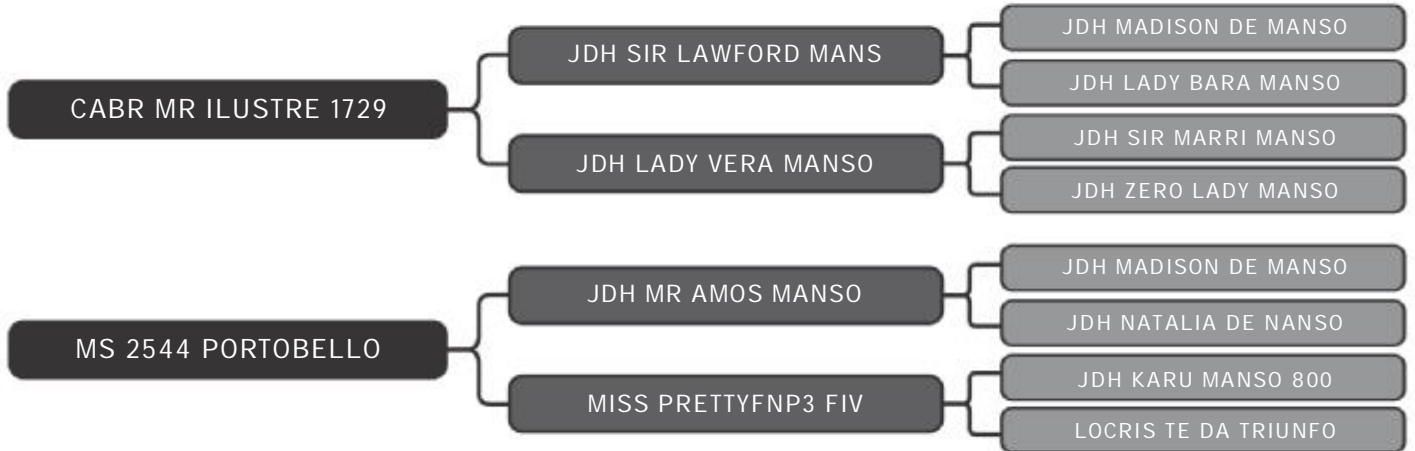 JDH MADISON DE MANSO
JDH SIR LAWFORD MANS
JDH LADY BARA MANSO
CABR MR ILUSTRE 1729
JDH SIR MARRI MANSO
JDH LADY VERA MANSO
JDH ZERO LADY MANSO
JDH MADISON DE MANSO
JDH MR AMOS MANSO
JDH NATALIA DE NANSO
MS 2544 PORTOBELLO
JDH KARU MANSO 800
MISS PRETTYFNP3 FIV
LOCRIS TE DA TRIUNFO